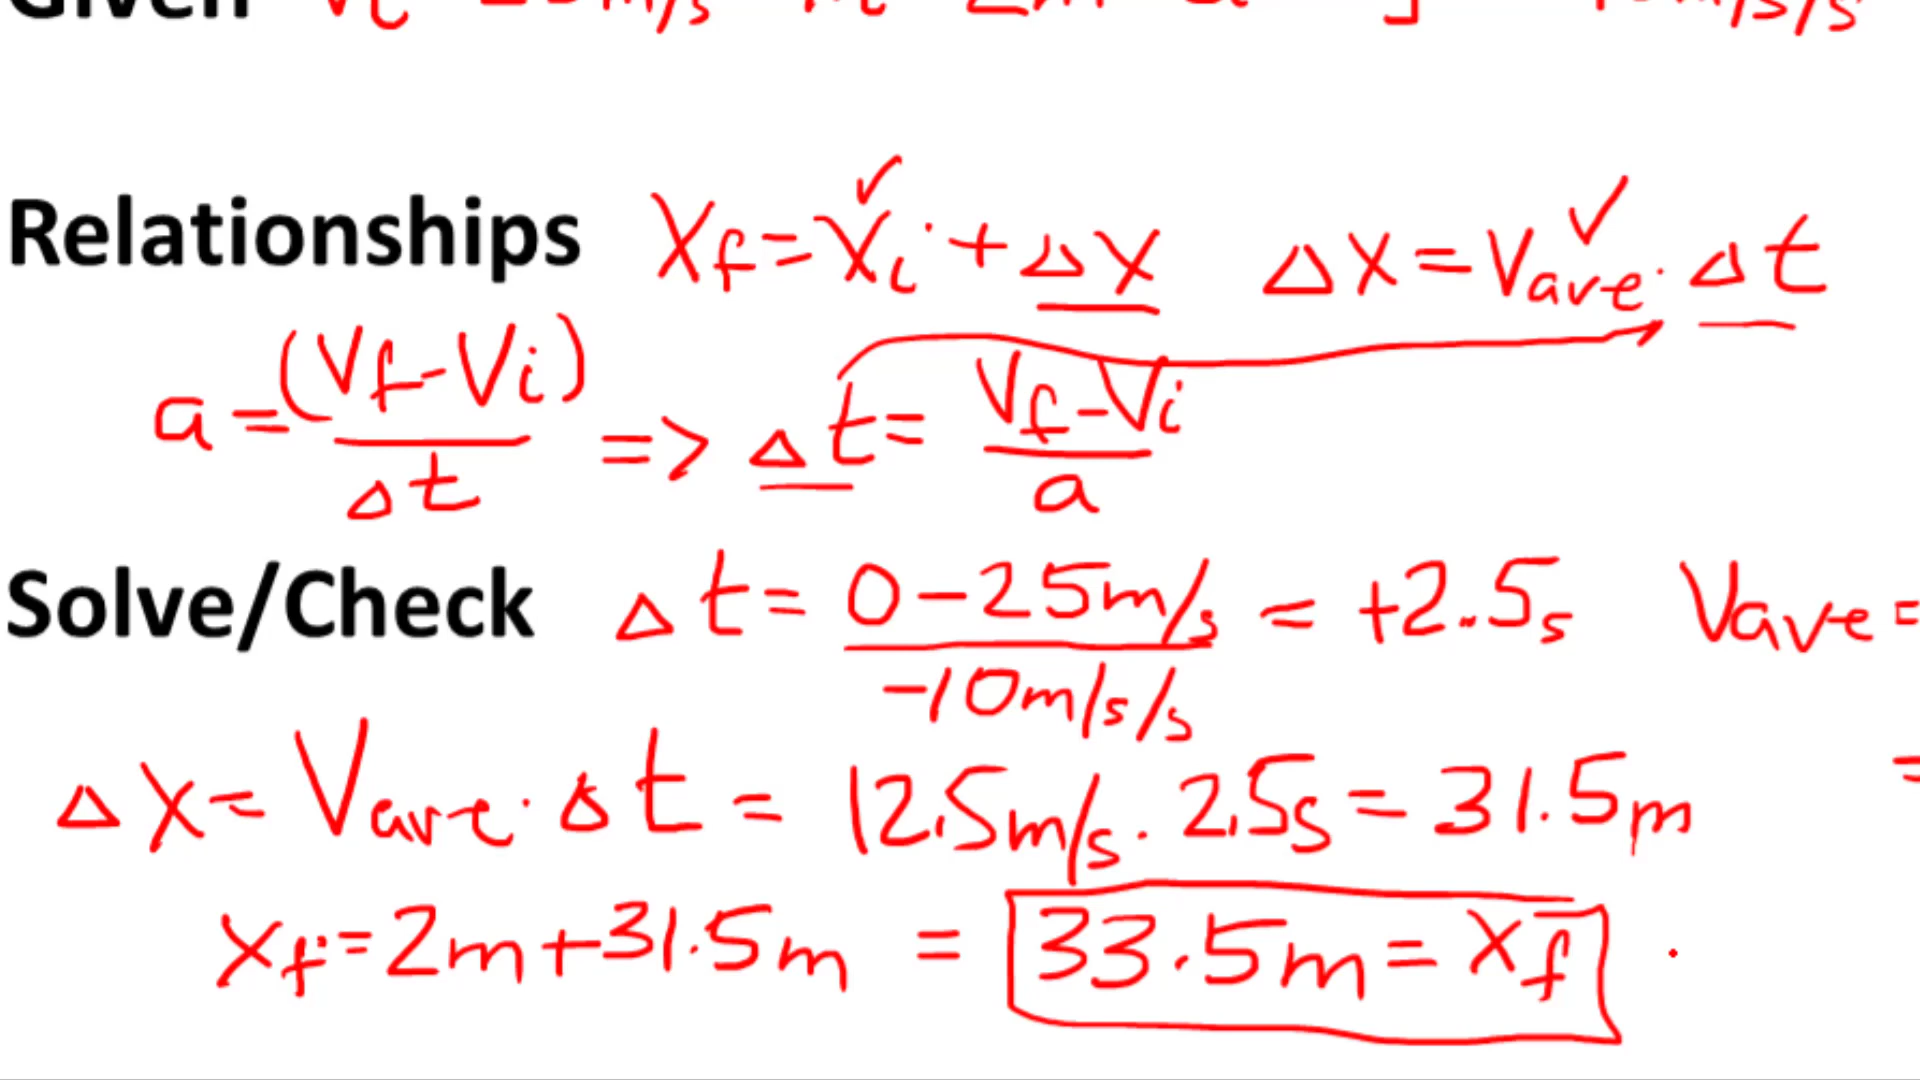 Given
Relationships Xf = Xi + Δx Δx = Vave · Δt
a = (Vf - Vi) / Δt => Δt = Vf - Vi / a
Solve/Check Δt = 0 - 25m/s / -10m/s/s = +2.5s Vave =
Δx = Vave · Δt = 12.5m/s · 2.5s = 31.5m =
xf = 2m + 31.5m = 33.5m = xf